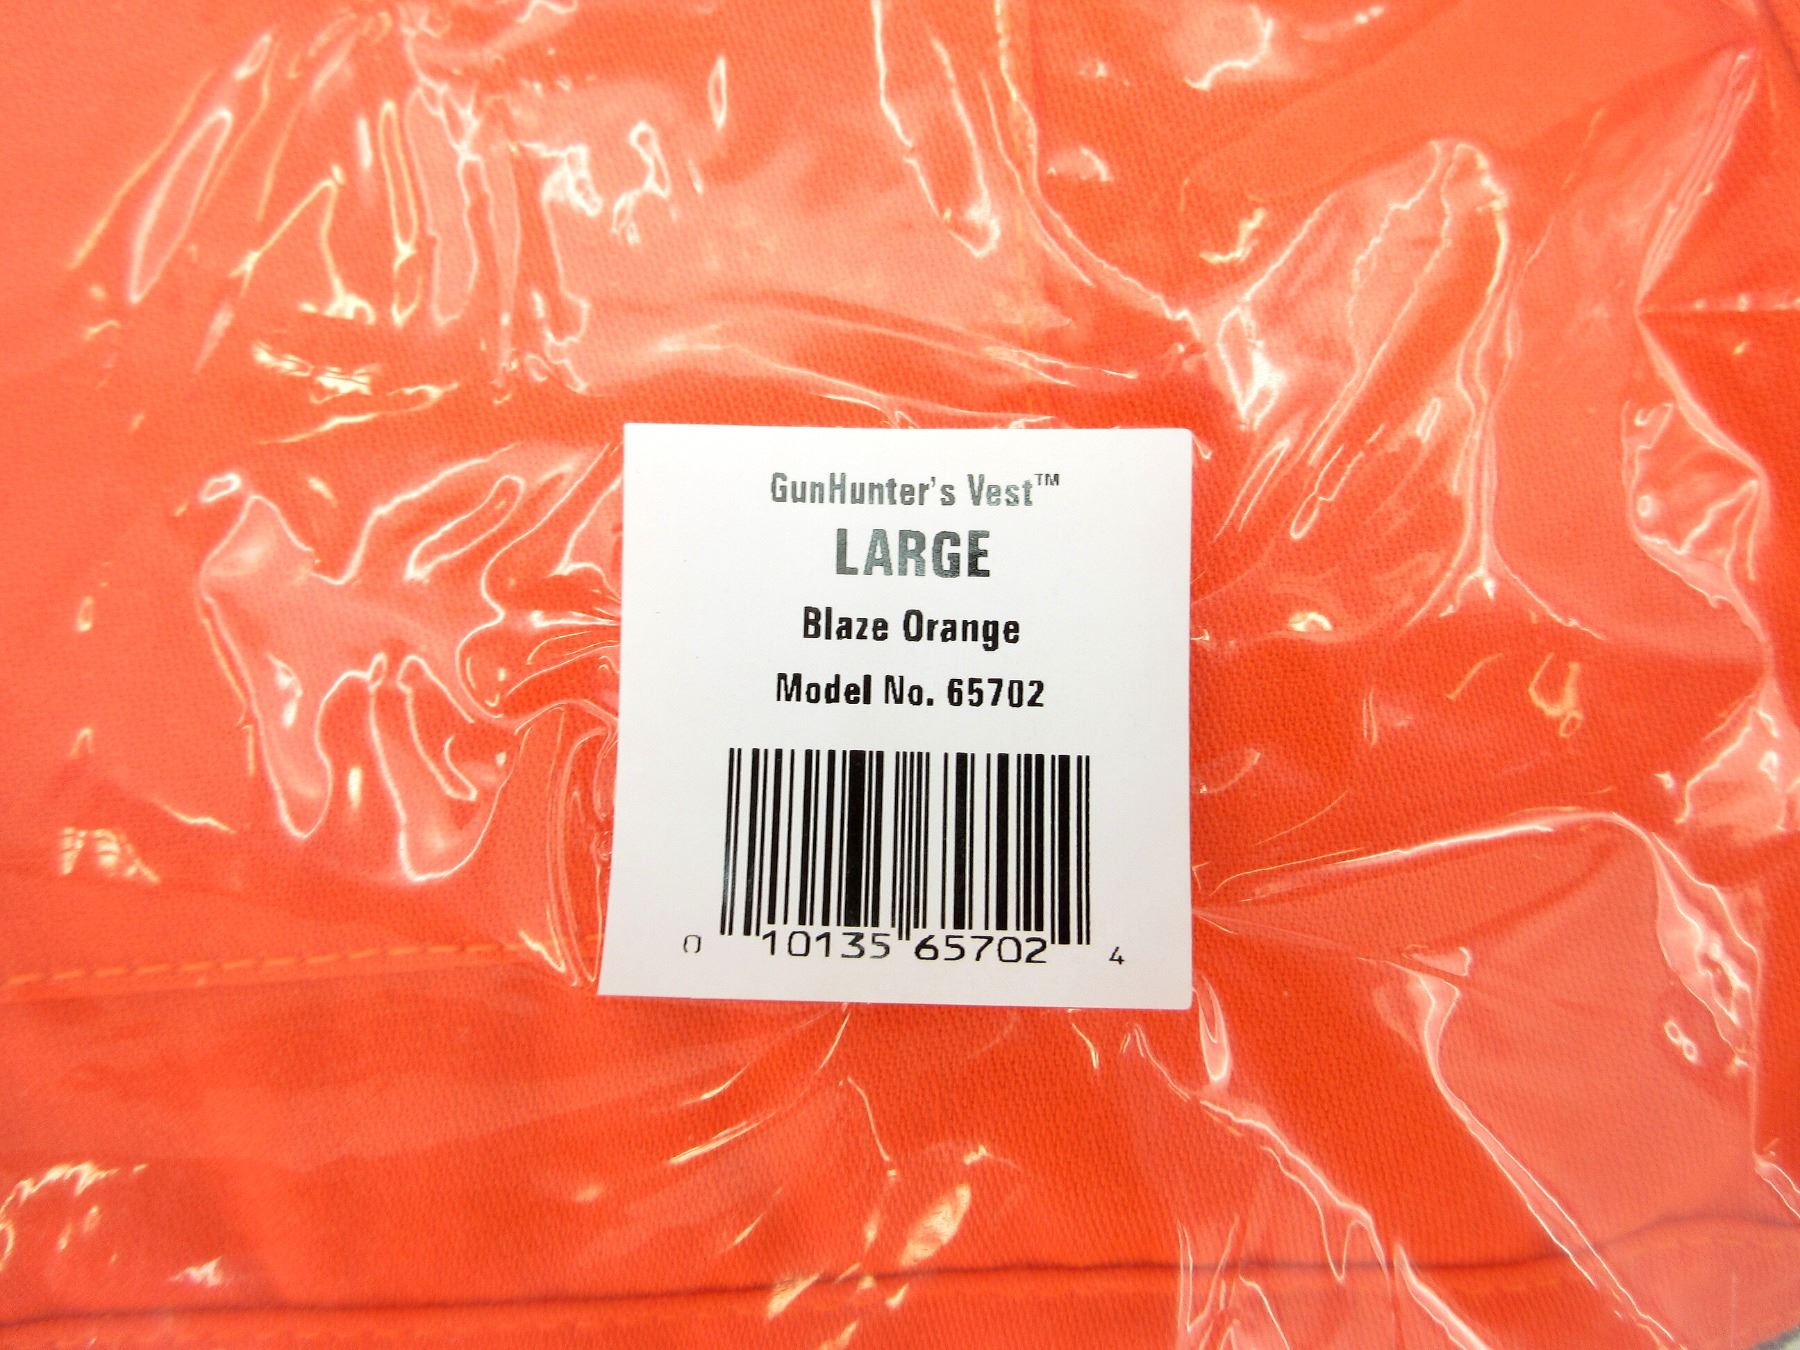 GunHunter's Vest™
LARGE
Blaze Orange
Model No. 65702
0 10135 65702 4